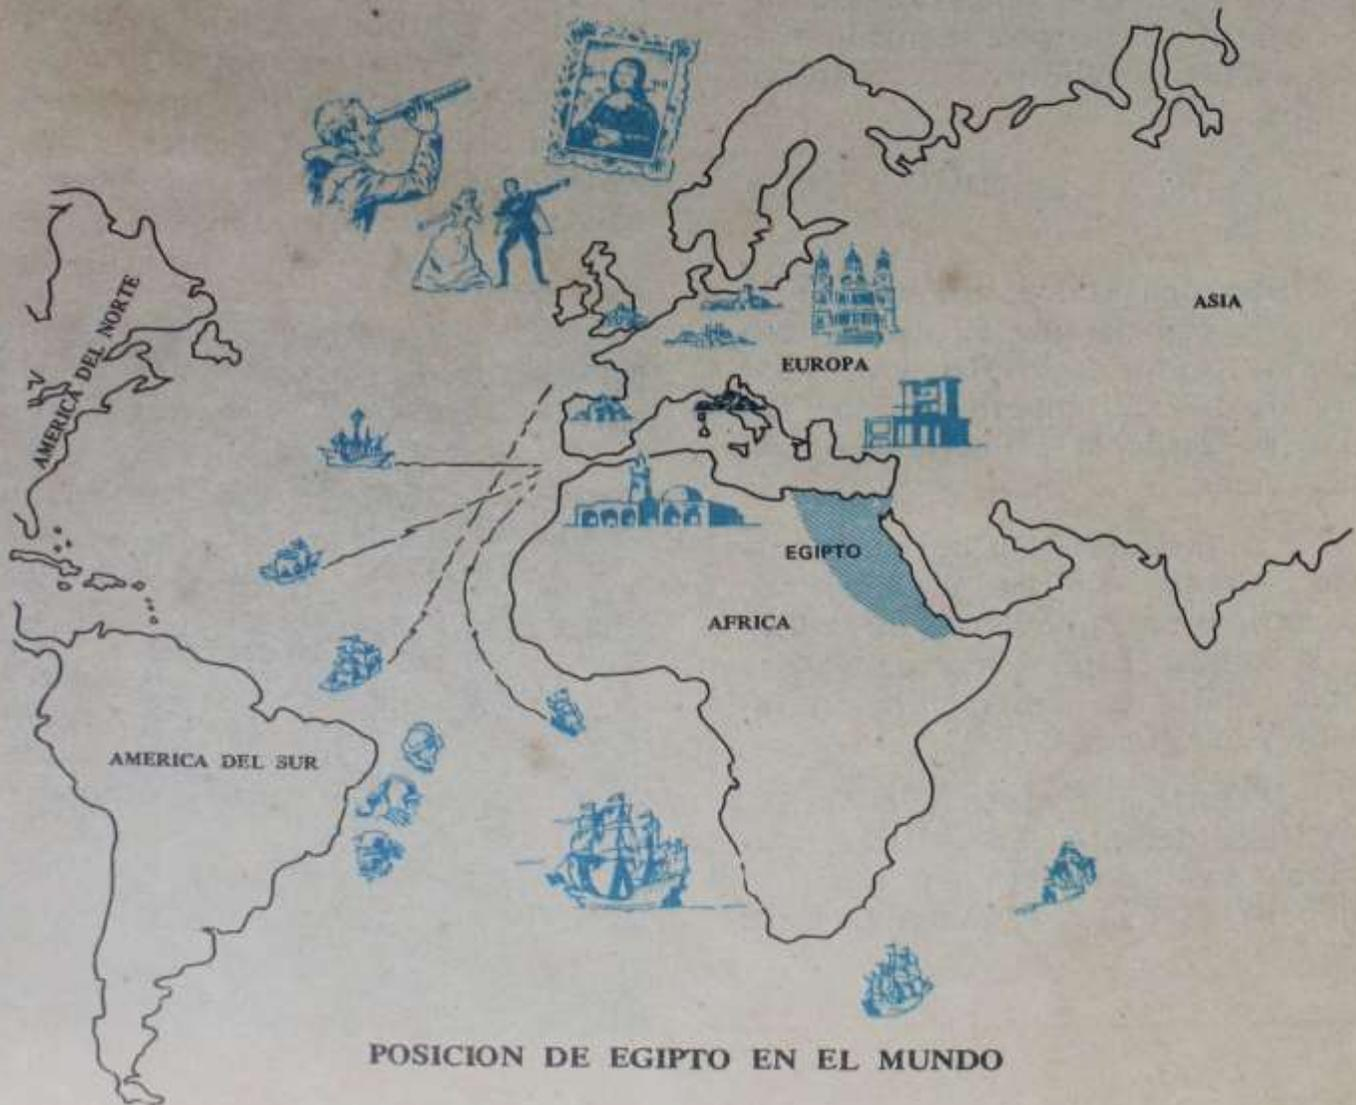 AMERICA DEL NORTE
ASIA
EUROPA
EGIPTO
AFRICA
AMERICA DEL SUR
POSICION DE EGIPTO EN EL MUNDO